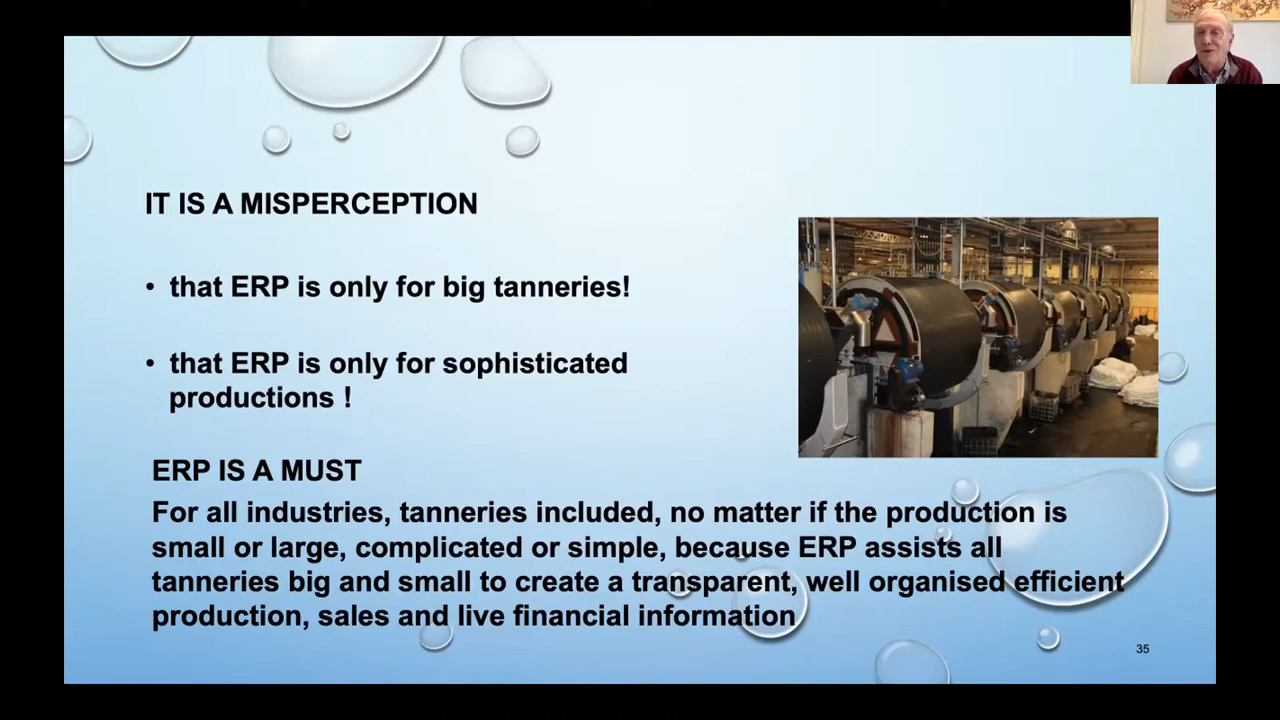 IT IS A MISPERCEPTION
• that ERP is only for big tanneries!
• that ERP is only for sophisticated
productions !
ERP IS A MUST
For all industries, tanneries included, no matter if the production is
small or large, complicated or simple, because ERP assists all
tanneries big and small to create a transparent, well organised efficient
production, sales and live financial information
35